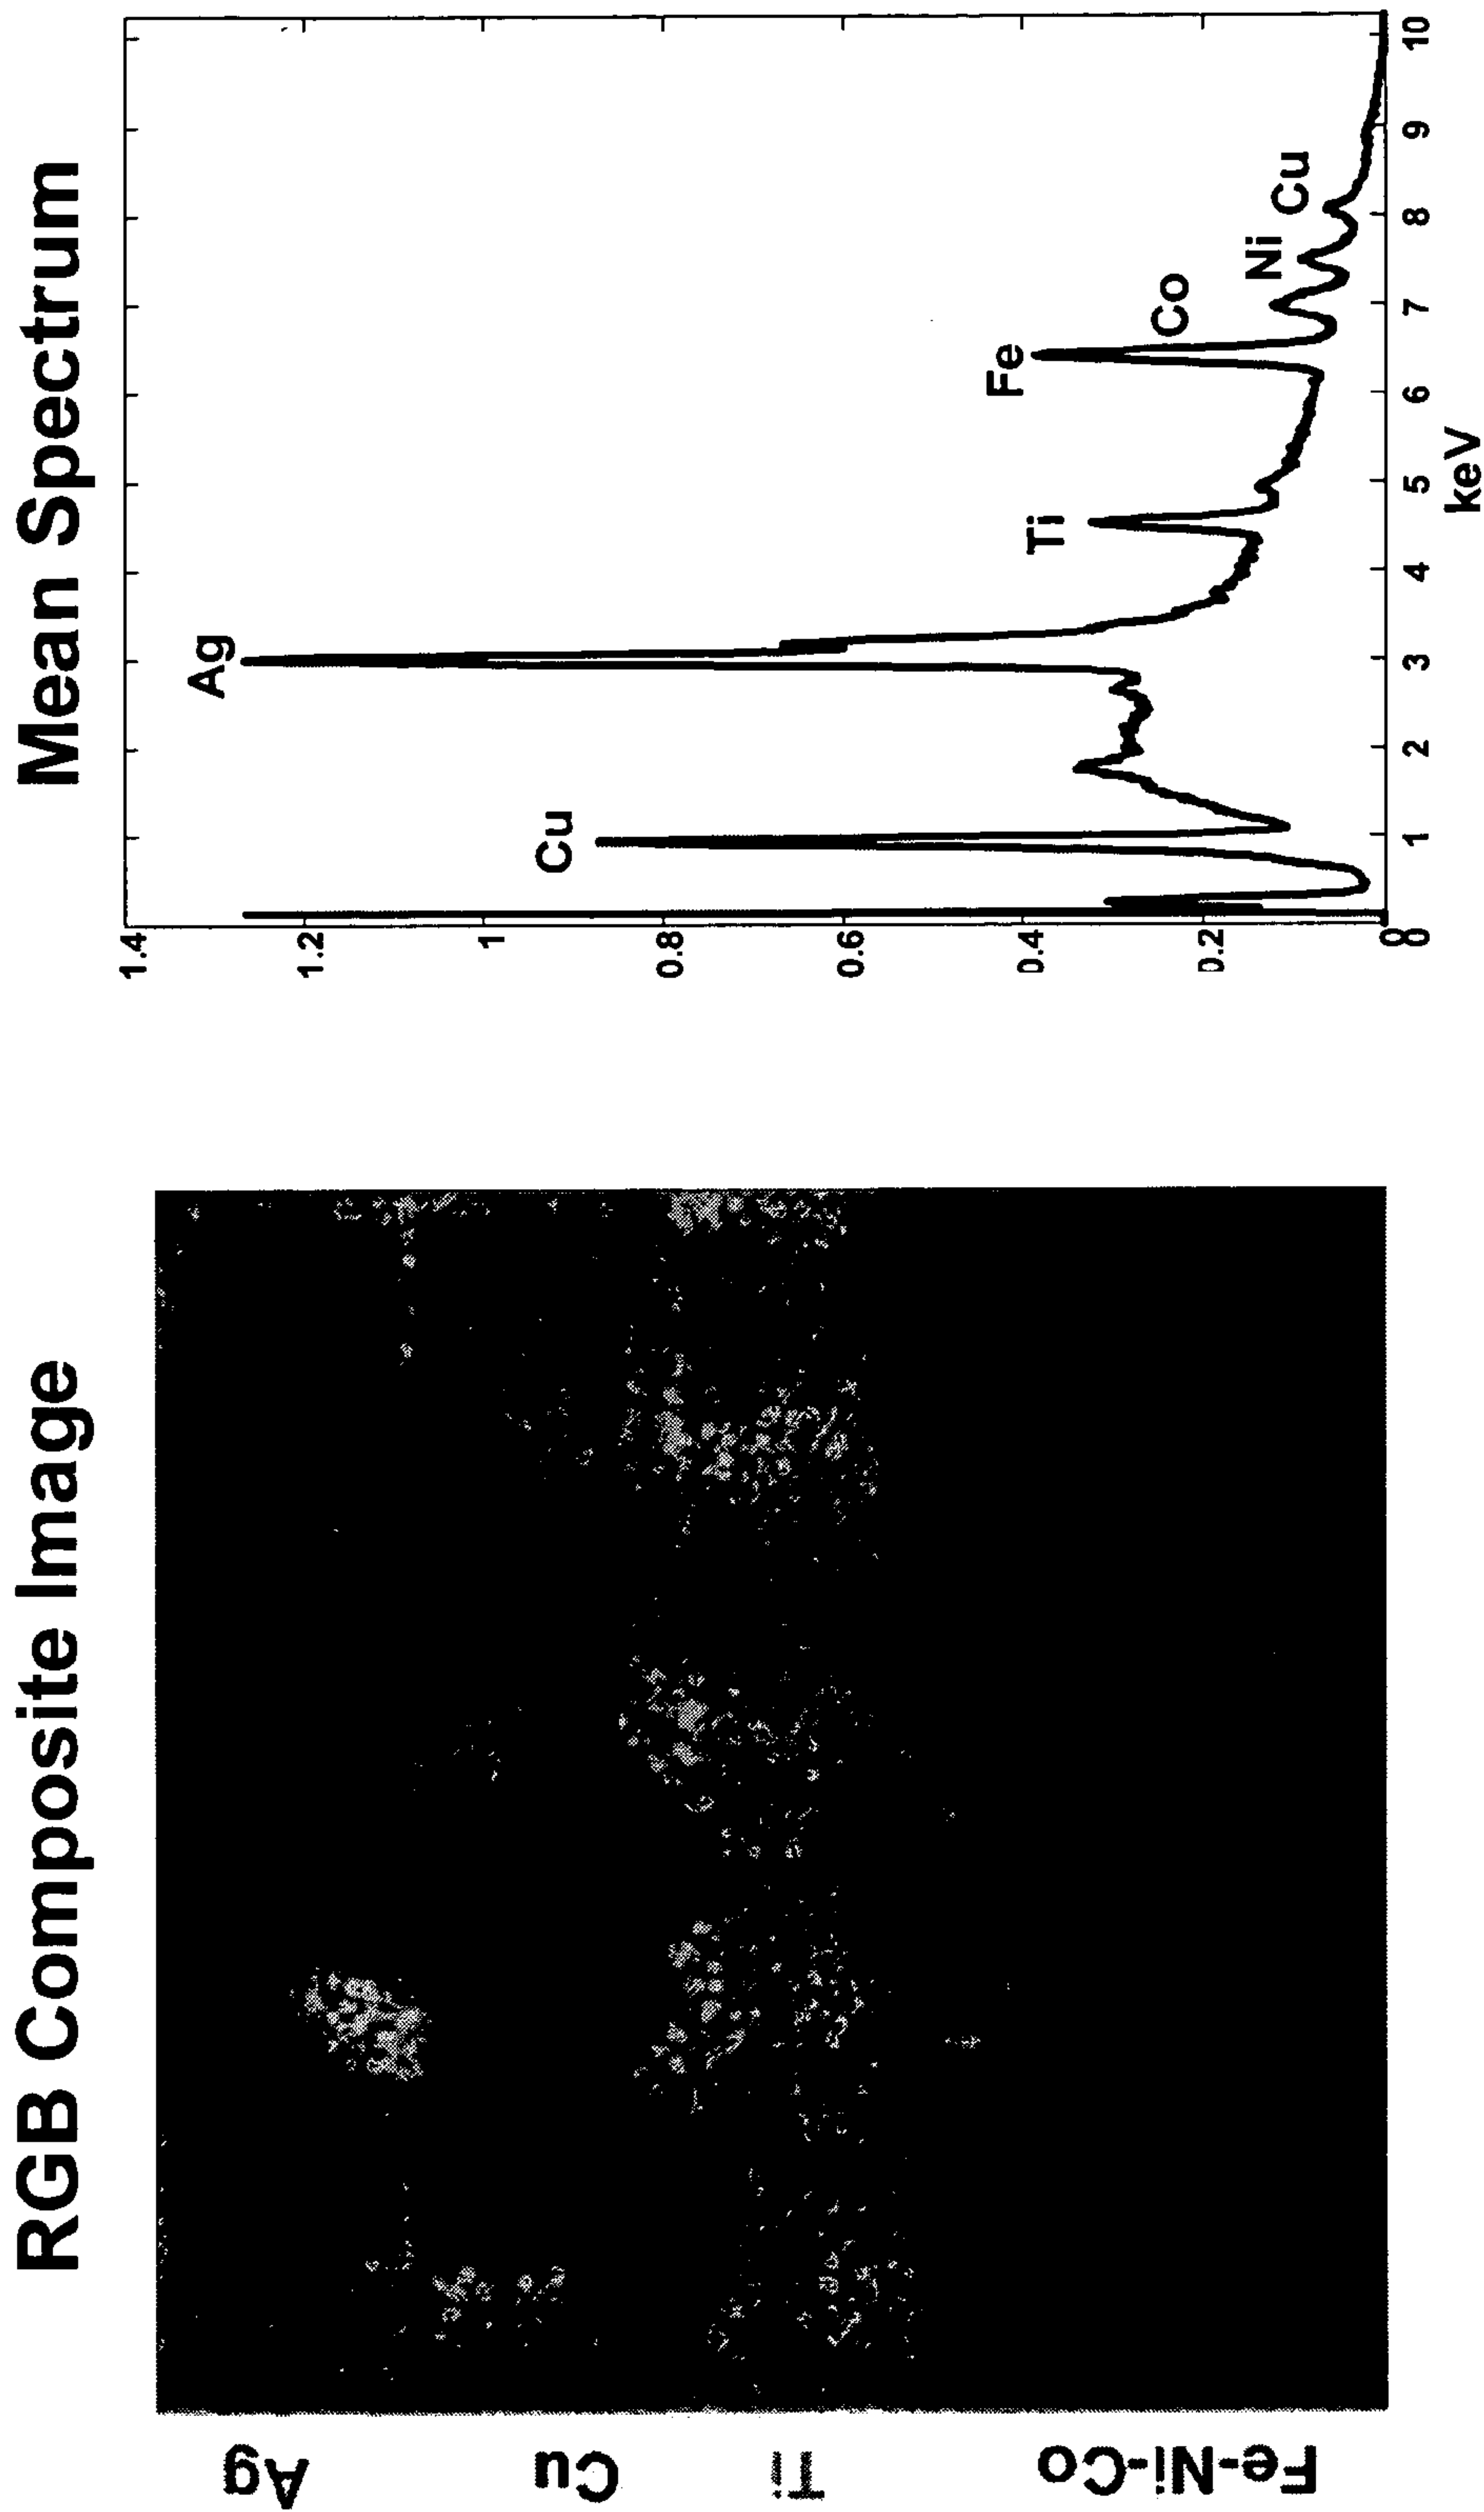 RGB Composite Image
Mean Spectrum
Ag
Cu
Ti
Fe-Ni-Co
1.4
1.2
1
0.8
0.6
0.4
0.2
0
Ag
Cu
Ti
Fe
Co
Ni
Cu
0 1 2 3 4 5 6 7 8 9 10
keV